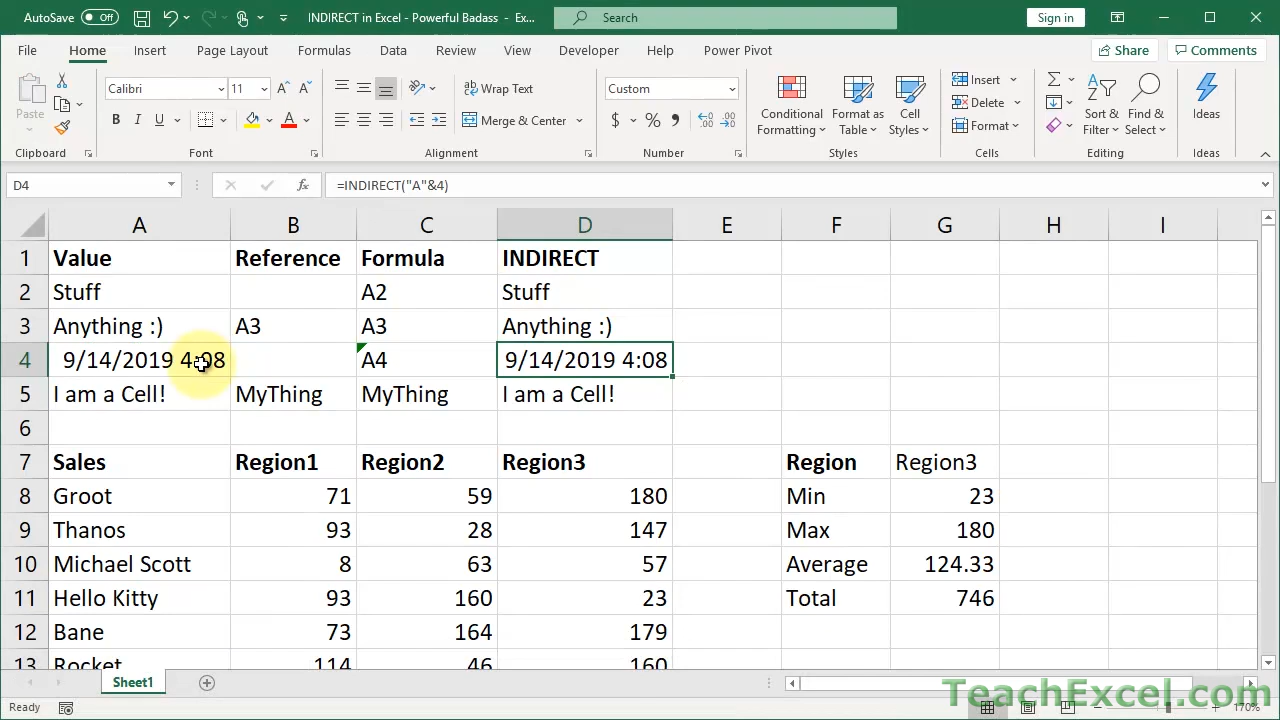 AutoSave Off INDIRECT in Excel - Powerful Badass - Ex... Search Sign in
File Home Insert Page Layout Formulas Data Review View Developer Help Power Pivot Share Comments
Paste Calibri 11 Wrap Text Custom Conditional Formatting Format as Table Cell Styles Insert Sort & Filter Find & Select Ideas
B I U Merge & Center $ % Delete
Format
Clipboard Font Alignment Number Styles Cells Editing Ideas
D4 fx =INDIRECT("A"&4)
A B C D E F G H I
1 Value Reference Formula INDIRECT
2 Stuff A2 Stuff
3 Anything :) A3 A3 Anything :)
4 9/14/2019 4:08 A4 9/14/2019 4:08
5 I am a Cell! MyThing MyThing I am a Cell!
6
7 Sales Region1 Region2 Region3 Region Region3
8 Groot 71 59 180 Min 23
9 Thanos 93 28 147 Max 180
10 Michael Scott 8 63 57 Average 124.33
11 Hello Kitty 93 160 23 Total 746
12 Bane 73 164 179
13 Rocket 114 46 160
Sheet1
Ready 170%
TeachExcel.com